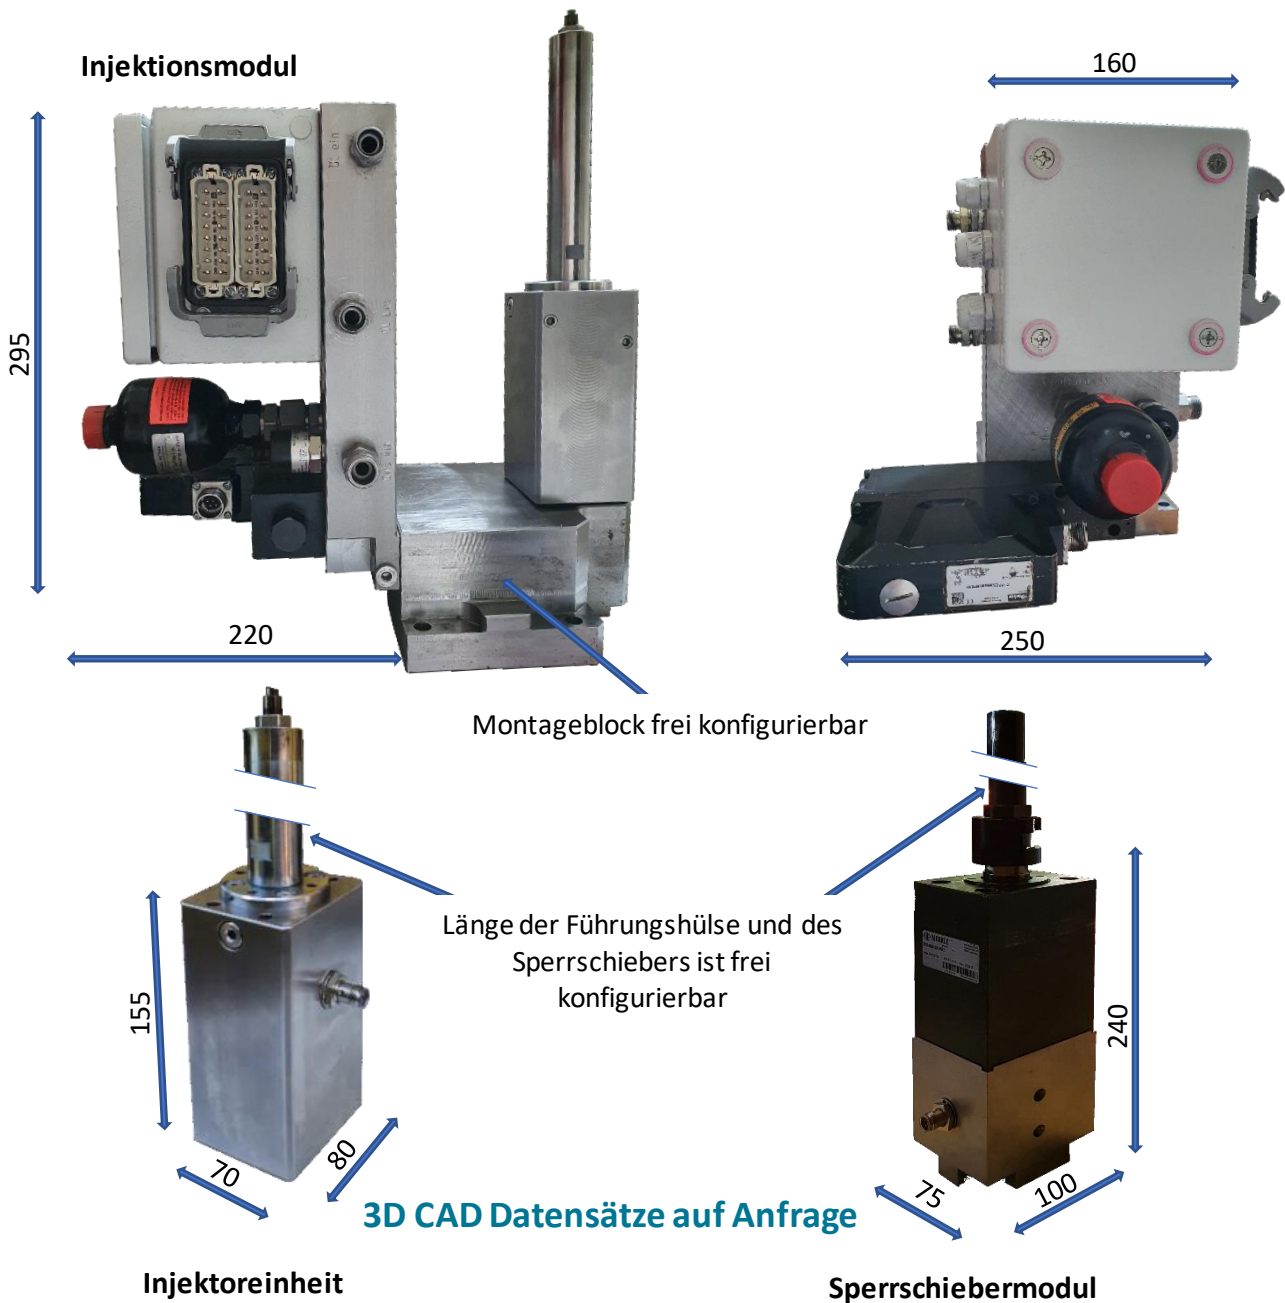 Injektionsmodul
160
295
220
250
Montageblock frei konfigurierbar
Länge der Führungshülse und des
Sperrschiebers ist frei
konfigurierbar
155
240
70
80
75
100
3D CAD Datensätze auf Anfrage
Injektoreinheit
Sperrschiebermodul